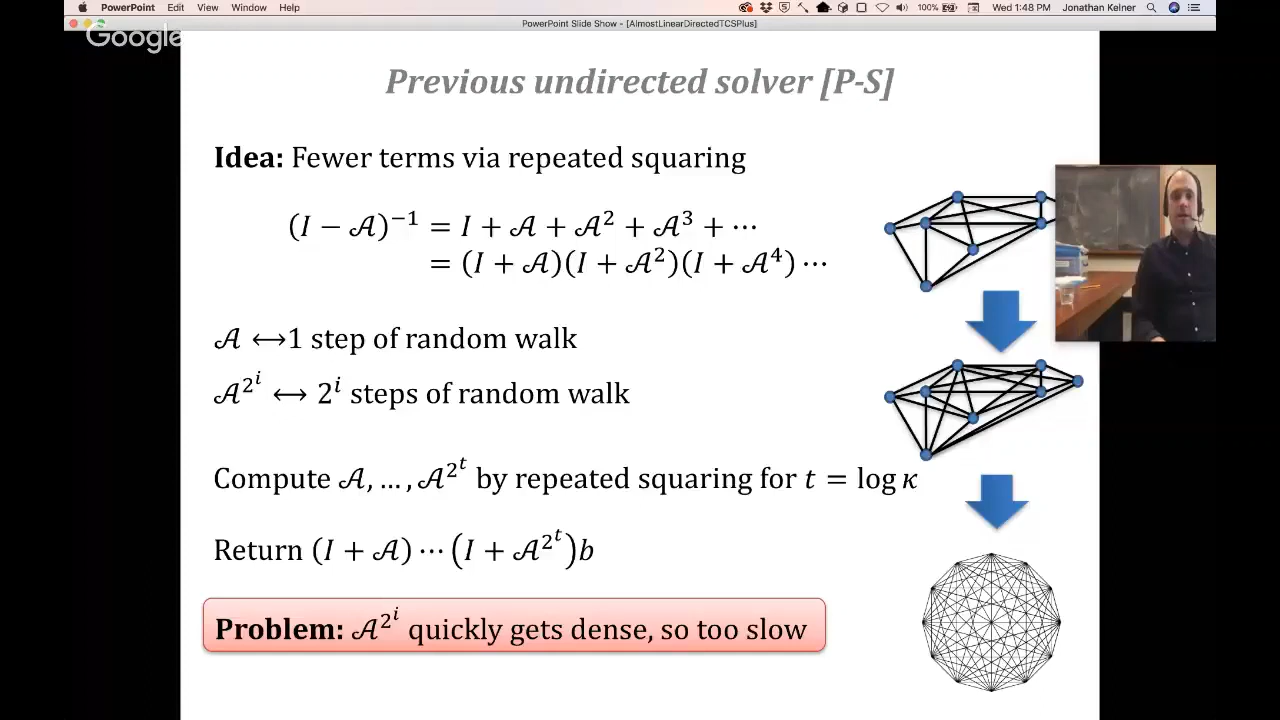 PowerPoint Edit View Window Help 100% Wed 1:48 PM Jonathan Kelner
PowerPoint Slide Show - [AlmostLinearDirectedTCSPlus]
Google
Previous undirected solver [P-S]
Idea: Fewer terms via repeated squaring
(I − 𝒜)⁻¹ = I + 𝒜 + 𝒜² + 𝒜³ + ⋯
= (I + 𝒜)(I + 𝒜²)(I + 𝒜⁴) ⋯
𝒜 ↔ 1 step of random walk
𝒜^{2^i} ↔ 2^i steps of random walk
Compute 𝒜, … , 𝒜^{2^t} by repeated squaring for t = log κ
Return (I + 𝒜) ⋯ (I + 𝒜^{2^t})b
Problem: 𝒜^{2^i} quickly gets dense, so too slow